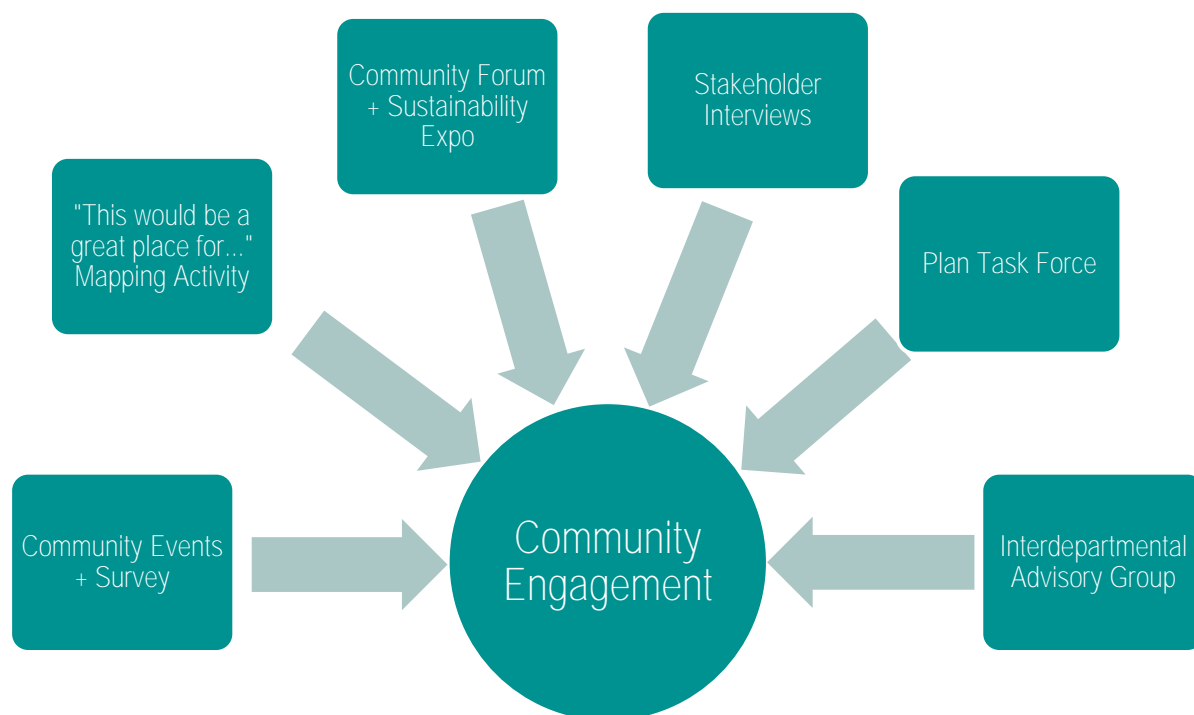 Community Forum
+ Sustainability
Expo
Stakeholder
Interviews
"This would be a
great place for..."
Mapping Activity
Plan Task Force
Community Events
+ Survey
Community
Engagement
Interdepartmental
Advisory Group